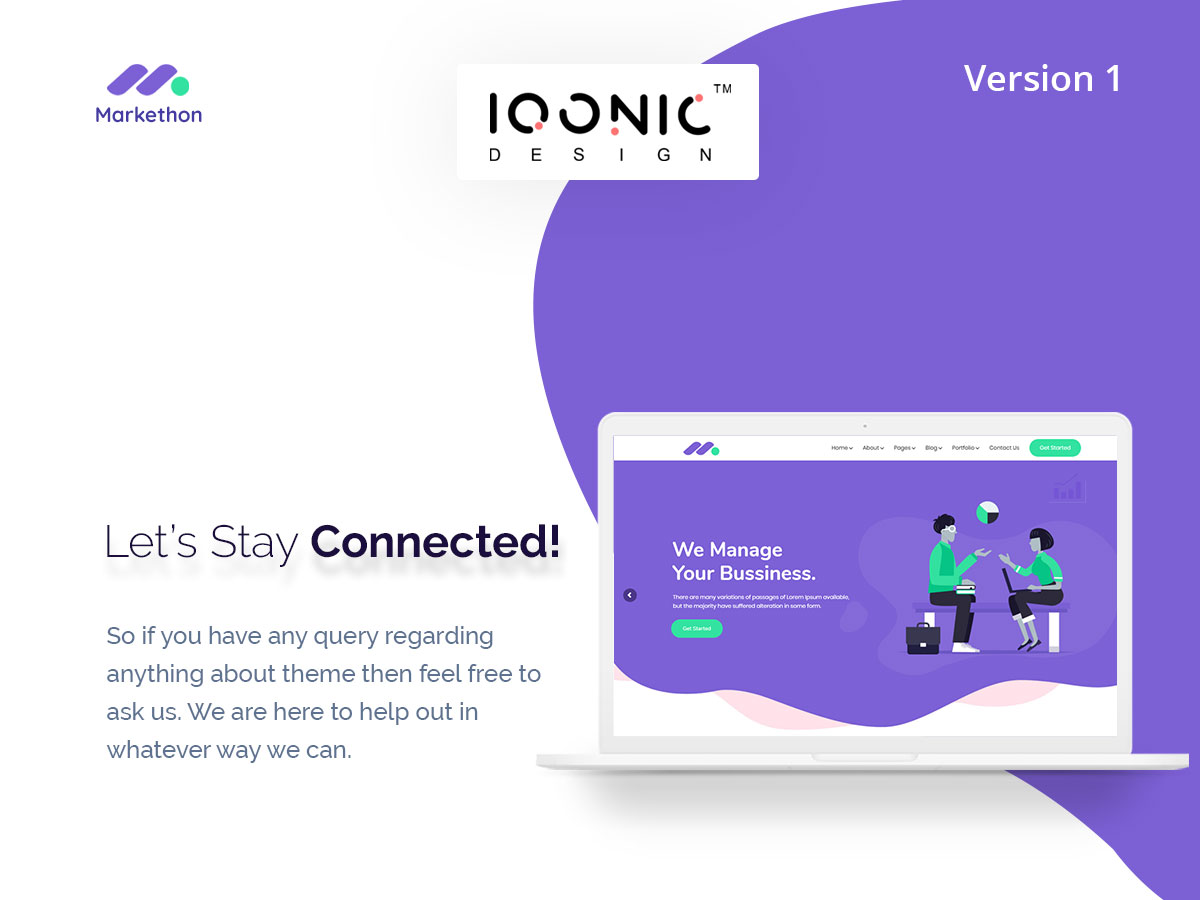 Markethon
IQONIC TM
DESIGN
Version 1
Home About Pages Blog Portfolio Contact Us Get Started
We Manage
Your Bussiness.
There are many variations of passages of Lorem Ipsum available,
but the majority have suffered alteration in some form.
Get Started
Let's Stay Connected!
So if you have any query regarding
anything about theme then feel free to
ask us. We are here to help out in
whatever way we can.